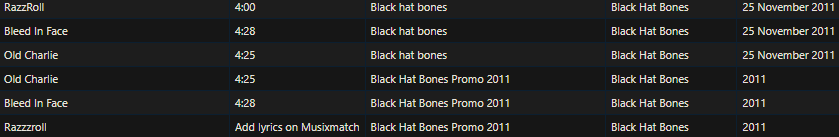 RazzRoll 4:00 Black hat bones Black Hat Bones 25 November 2011
Bleed In Face 4:28 Black hat bones Black Hat Bones 25 November 2011
Old Charlie 4:25 Black hat bones Black Hat Bones 25 November 2011
Old Charlie 4:25 Black Hat Bones Promo 2011 Black Hat Bones 2011
Bleed In Face 4:28 Black Hat Bones Promo 2011 Black Hat Bones 2011
Razzzroll Add lyrics on Musixmatch Black Hat Bones Promo 2011 Black Hat Bones 2011